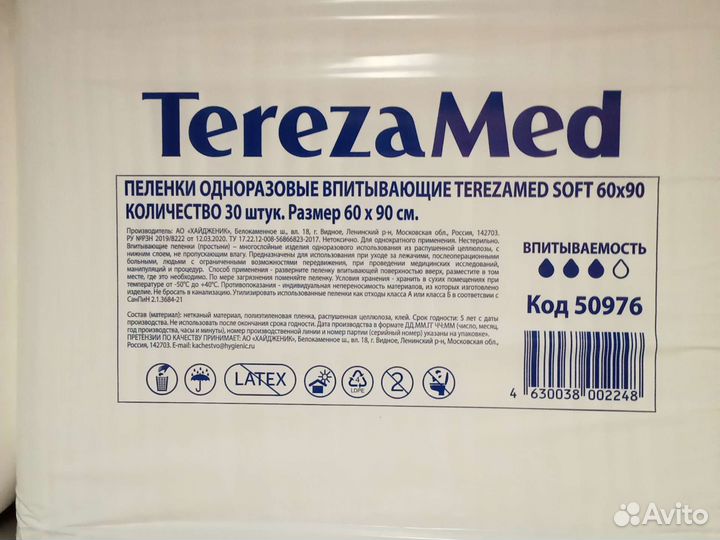 TerezaMed
ПЕЛЕНКИ ОДНОРАЗОВЫЕ ВПИТЫВАЮЩИЕ TEREZAMED SOFT 60х90
КОЛИЧЕСТВО 30 штук. Размер 60 х 90 см.
Производитель: АО «ХАЙДЖЕНИК», Белокаменное ш., вл. 18, г. Видное, Ленинский р-н, Московская обл., Россия, 142703.
РУ №РЗН 2019/8222 от 12.03.2020. ТУ 17.22.12-008-56866823-2017. Нетоксично. Для однократного применения. Нестерильно.
Впитывающие пеленки (простыни) – многослойные изделия одноразового использования из распушенной целлюлозы, с
нижним слоем, не пропускающим влагу. Предназначены для использования при уходе за лежачими, послеоперационными
больными, людьми с ограниченными возможностями передвижения, при проведении медицинских исследований,
манипуляций и процедур. Способ применения - разверните пеленку впитывающей поверхностью вверх, разместите в том
месте, где это необходимо. По мере загрязнения поменяйте пеленку. Условия хранения - хранить в сухих помещениях при
температуре от -50°С до +40°С. Противопоказания - индивидуальная непереносимость материалов, из которых изготовлено
изделие. Не бросать в канализацию. Утилизировать использованные пеленки как отходы класса А или класса Б в соответствии с
СанПиН 2.1.3684-21
Состав (материал): нетканый материал, полиэтиленовая пленка, распушенная целлюлоза, клей. Срок годности: 5 лет с даты
производства. Не использовать после окончания срока годности. Дата производства в формате ДД.ММ.ГГ ЧЧ:ММ (число, месяц,
год, часы и минуты), номер производственной линии и номер партии (серийный номер) указаны на упаковке.
ПРЕТЕНЗИИ ПО КАЧЕСТВУ ПРИНИМАЕТ: АО «ХАЙДЖЕНИК», Белокаменное ш., вл. 18, г. Видное, Ленинский р-н, Московская обл.,
Россия, 142703. E-mail: kachestvo@hygienic.ru
ВПИТЫВАЕМОСТЬ
Код 50976
LATEX
4
LDPE
2
4 630038 002248
Avito